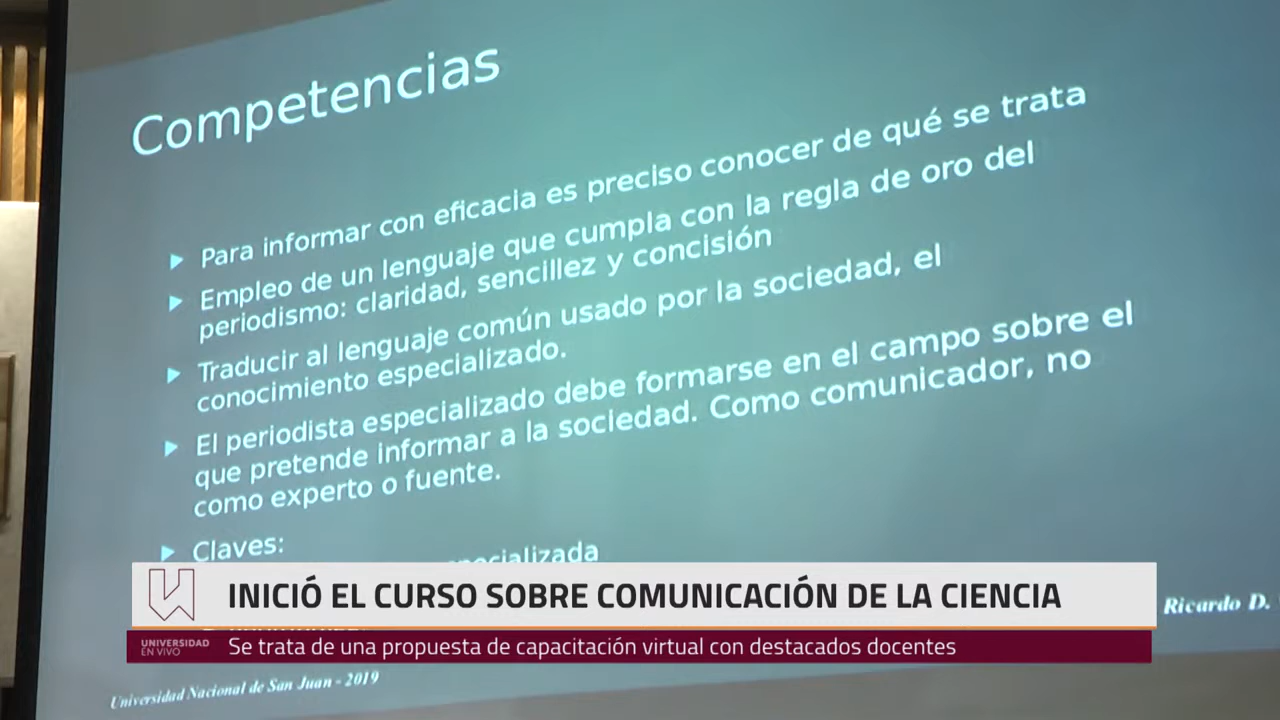 Competencias
Para informar con eficacia es preciso conocer de qué se trata
Empleo de un lenguaje que cumpla con la regla de oro del
periodismo: claridad, sencillez y concisión
Traducir al lenguaje común usado por la sociedad, el
conocimiento especializado.
El periodista especializado debe formarse en el campo sobre el
que pretende informar a la sociedad. Como comunicador, no
como experto o fuente.
Claves:
INICIÓ EL CURSO SOBRE COMUNICACIÓN DE LA CIENCIA
Ricardo D.
UNIVERSIDAD
EN VIVO
Se trata de una propuesta de capacitación virtual con destacados docentes
Universidad Nacional de San Juan - 2019